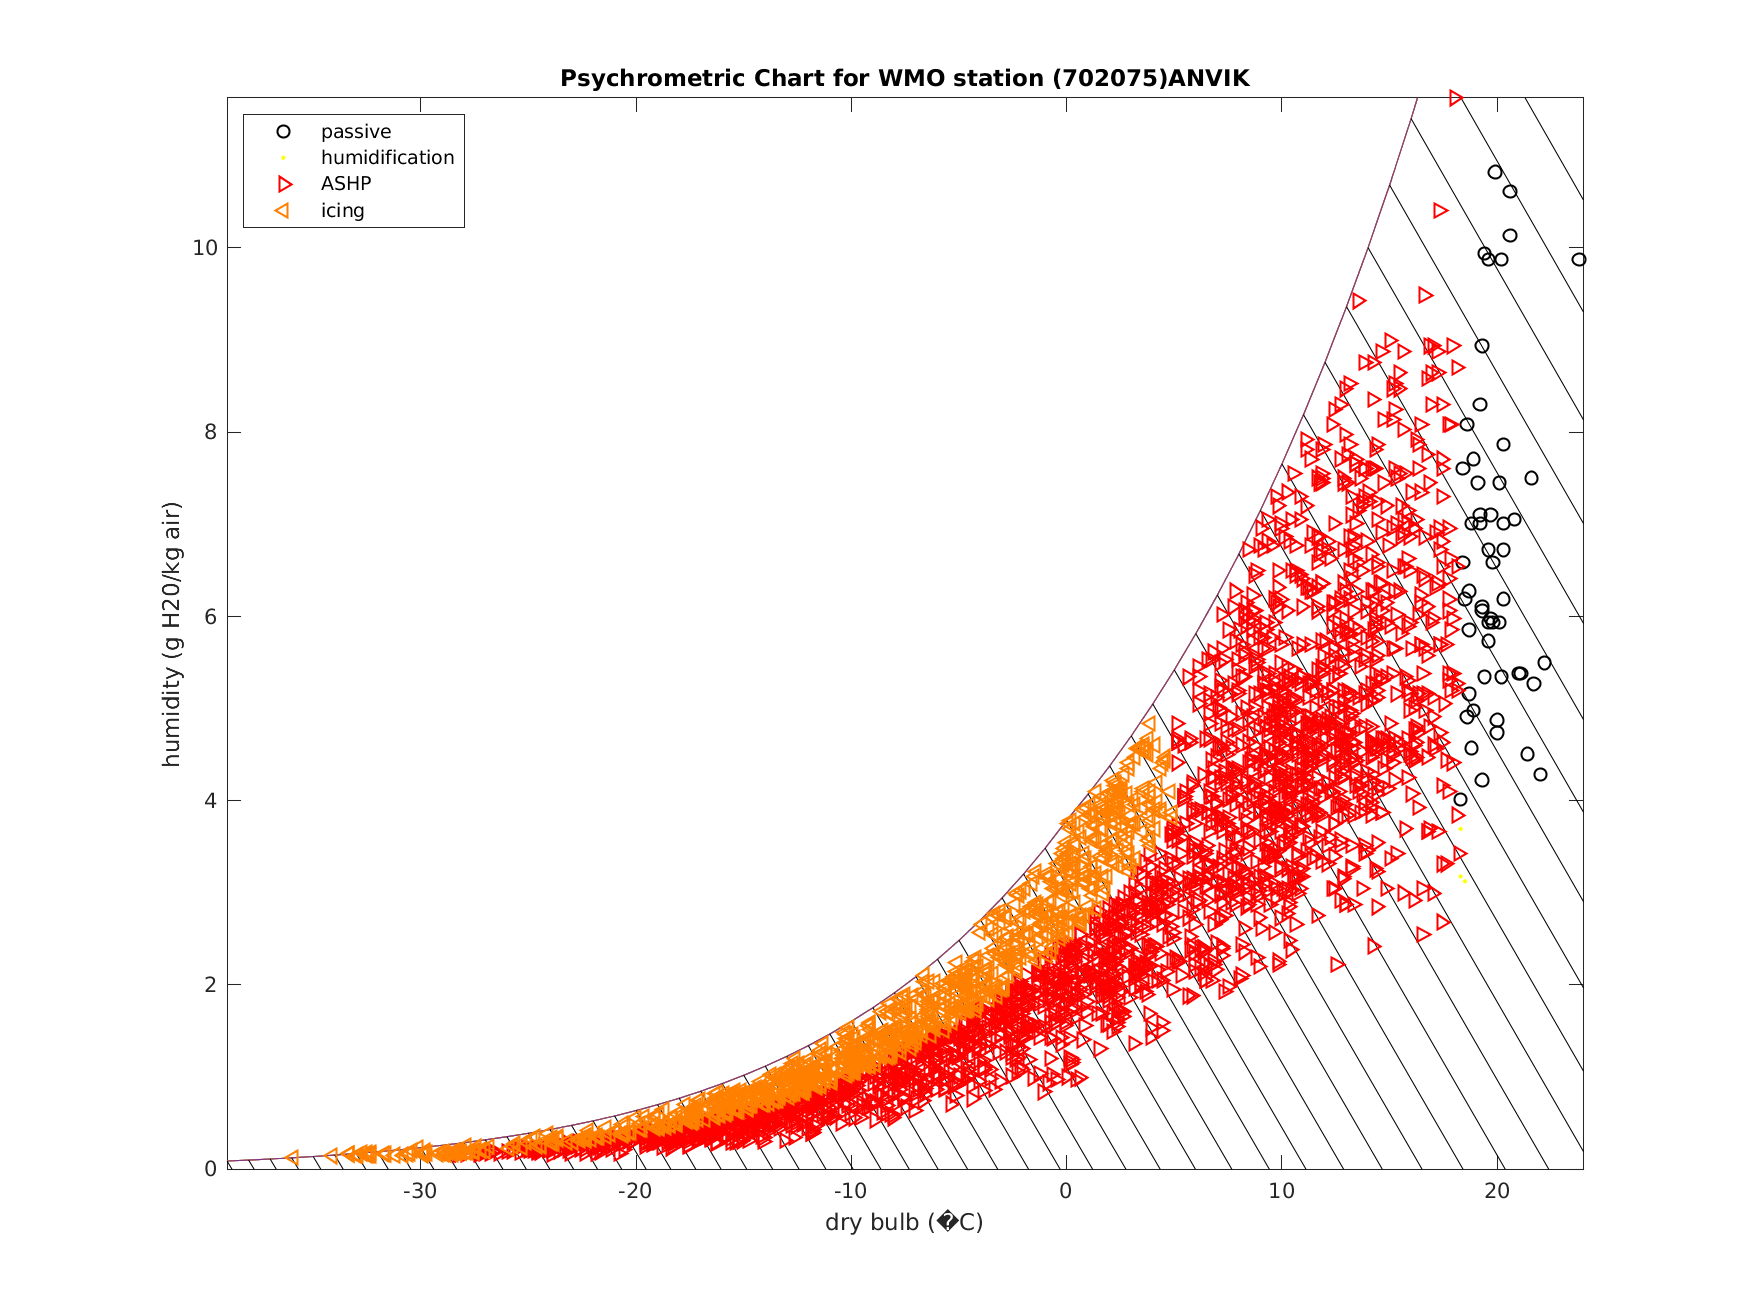 Psychrometric Chart for WMO station (702075)ANVIK
passive
humidification
ASHP
icing
humidity (g H20/kg air)
10
8
6
4
2
0
-30
-20
-10
0
10
20
dry bulb (�C)